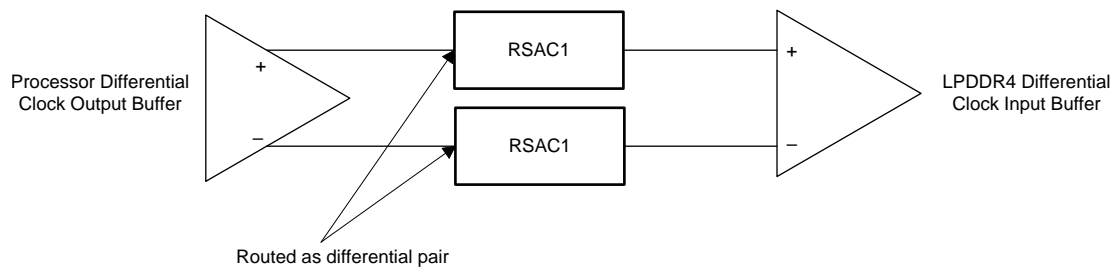 RSAC1
+
+
Processor Differential
Clock Output Buffer
LPDDR4 Differential
Clock Input Buffer
–
–
RSAC1
Routed as differential pair